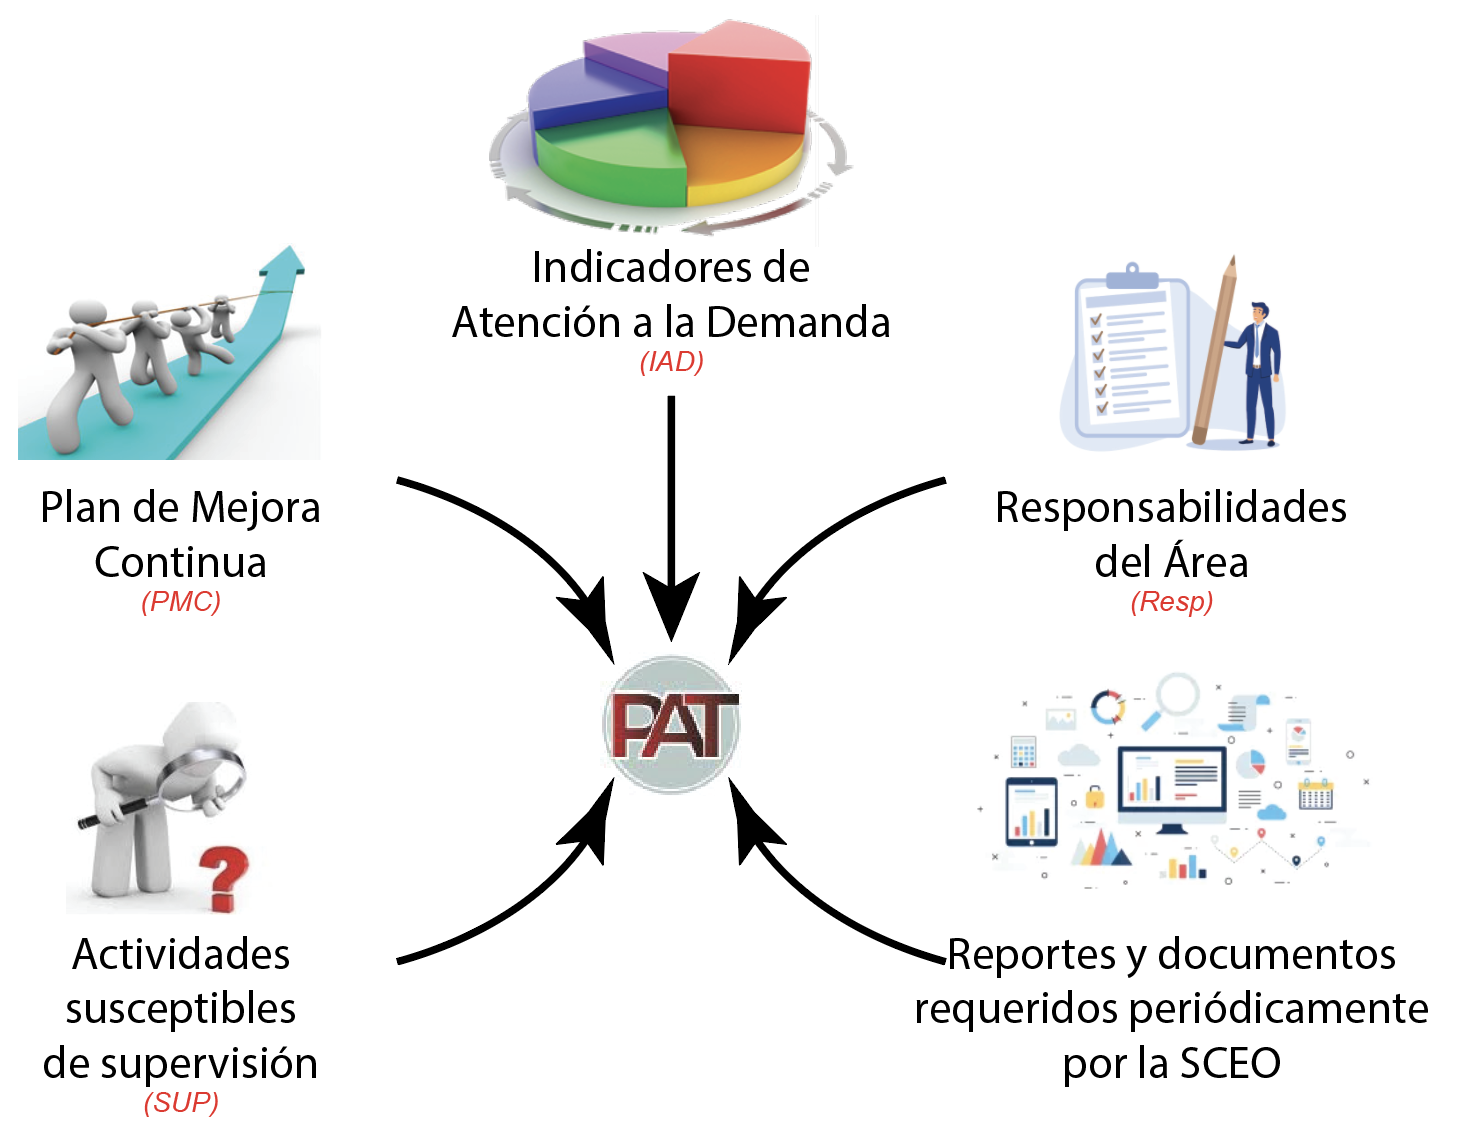 Indicadores de
Atención a la Demanda
(IAD)
Plan de Mejora
Continua
(PMC)
Responsabilidades
del Área
(Resp)
PAT
Actividades
susceptibles
de supervisión
(SUP)
Reportes y documentos
requeridos periódicamente
por la SCEO